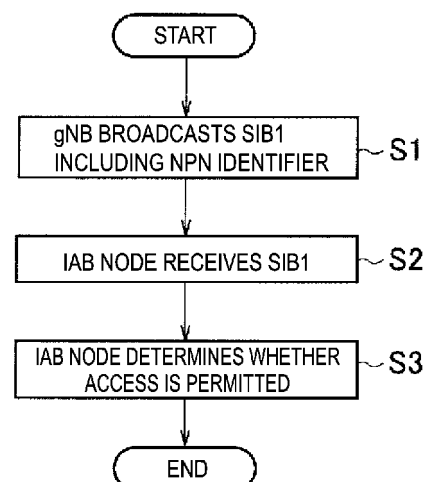 START
gNB BROADCASTS SIB1
INCLUDING NPN IDENTIFIER
S1
IAB NODE RECEIVES SIB1
S2
IAB NODE DETERMINES WHETHER
ACCESS IS PERMITTED
S3
END